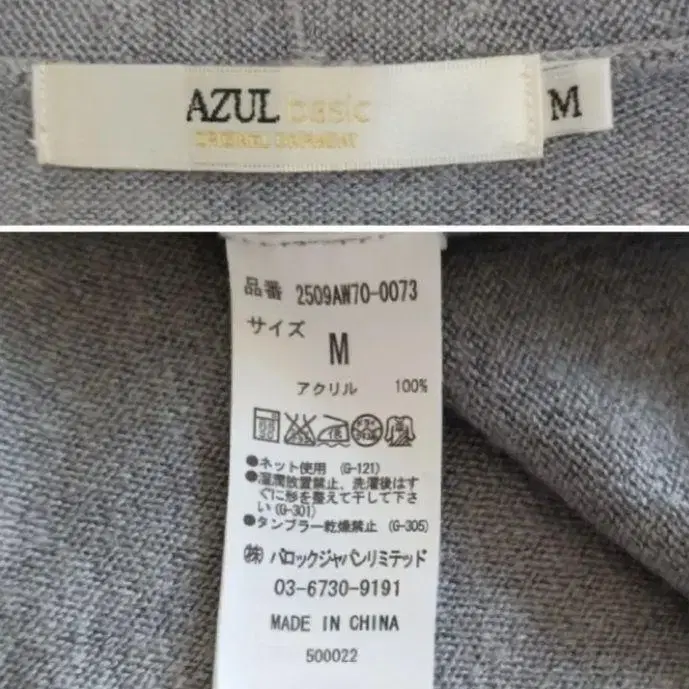 AZUL basic
ORIGINAL GARMENT
M
品番 2509AW70-0073
サイズ
M
アクリル 100%
●ネット使用 (G-121)
●湿潤放置禁止、洗濯後はす
ぐに形を整えて干して下さ
い(G-301)
●タンブラー乾燥禁止 (G-305)
㈱ バロックジャパンリミテッド
03-6730-9191
MADE IN CHINA
500022